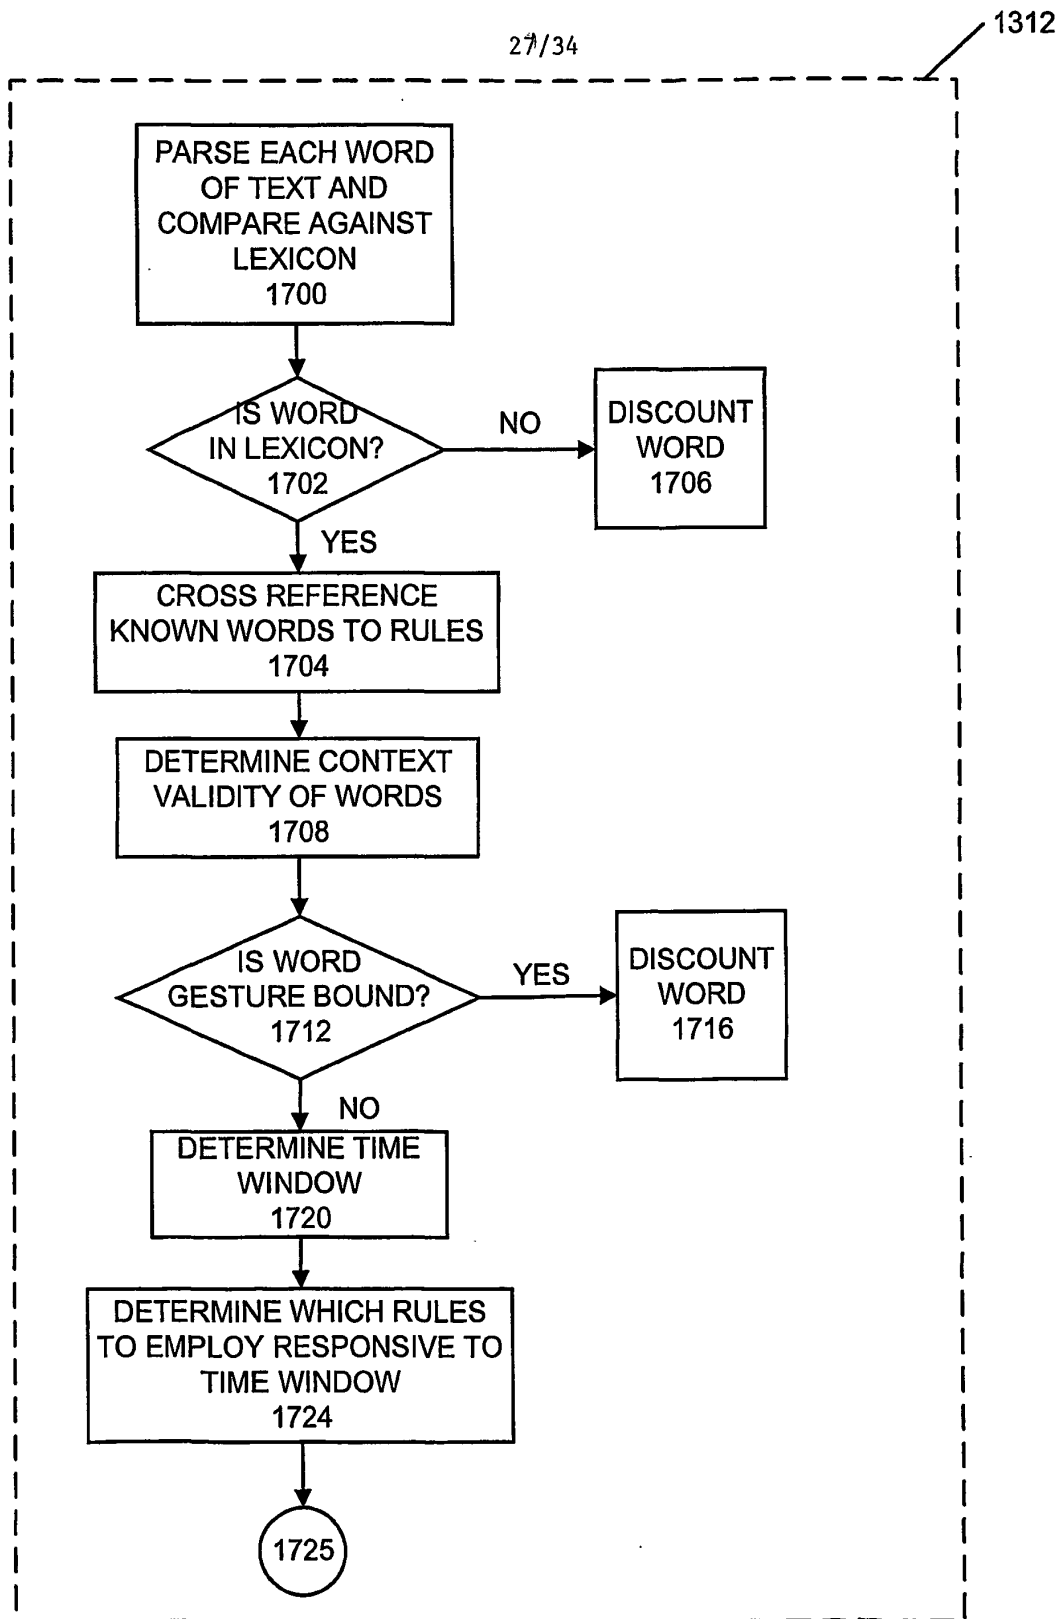 1312
27/34
PARSE EACH WORD
OF TEXT AND
COMPARE AGAINST
LEXICON
1700
IS WORD
IN LEXICON?
1702
NO
DISCOUNT
WORD
1706
YES
CROSS REFERENCE
KNOWN WORDS TO RULES
1704
DETERMINE CONTEXT
VALIDITY OF WORDS
1708
IS WORD
GESTURE BOUND?
1712
YES
DISCOUNT
WORD
1716
NO
DETERMINE TIME
WINDOW
1720
DETERMINE WHICH RULES
TO EMPLOY RESPONSIVE TO
TIME WINDOW
1724
1725